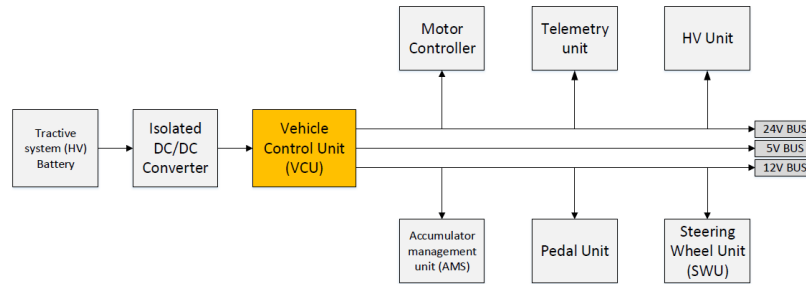 Motor
Controller
Telemetry
unit
HV Unit
Tractive
system (HV)
Battery
Isolated
DC/DC
Converter
Vehicle
Control Unit
(VCU)
24V BUS
5V BUS
12V BUS
Accumulator
management
unit (AMS)
Pedal Unit
Steering
Wheel Unit
(SWU)